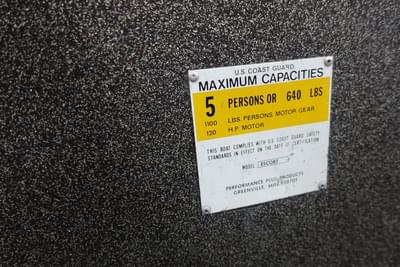 U.S. COAST GUARD
MAXIMUM CAPACITIES
5 PERSONS OR 640 LBS
1100 LBS. PERSONS, MOTOR, GEAR
120 H.P. MOTOR
THIS BOAT COMPLIES WITH U.S. COAST GUARD SAFETY
STANDARDS IN EFFECT ON THE DATE OF CERTIFICATION
MODEL ESCORT
PERFORMANCE PLUS PRODUCTS
GREENVILLE,